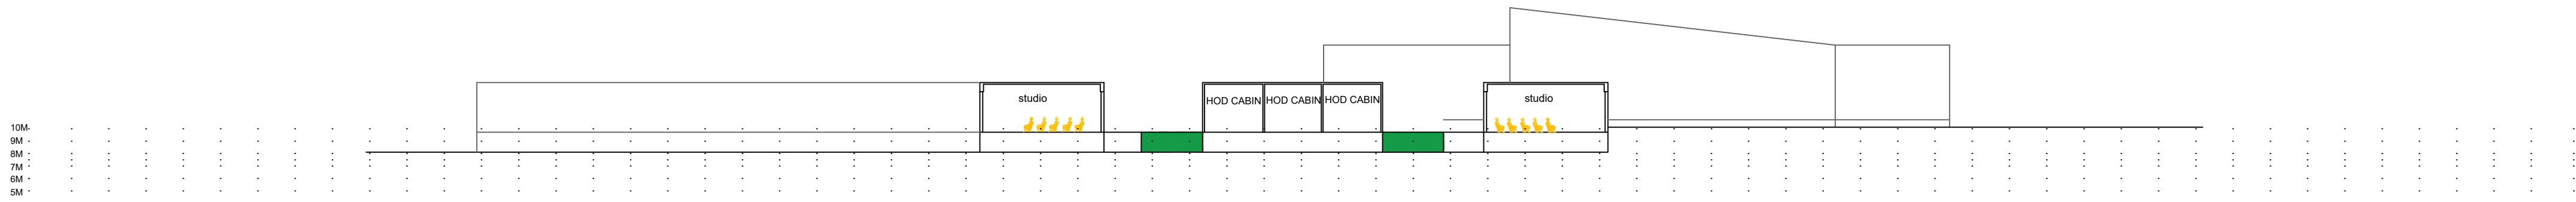 studio
HOD CABIN HOD CABIN HOD CABIN
studio
10M
9M
8M
7M
6M
5M